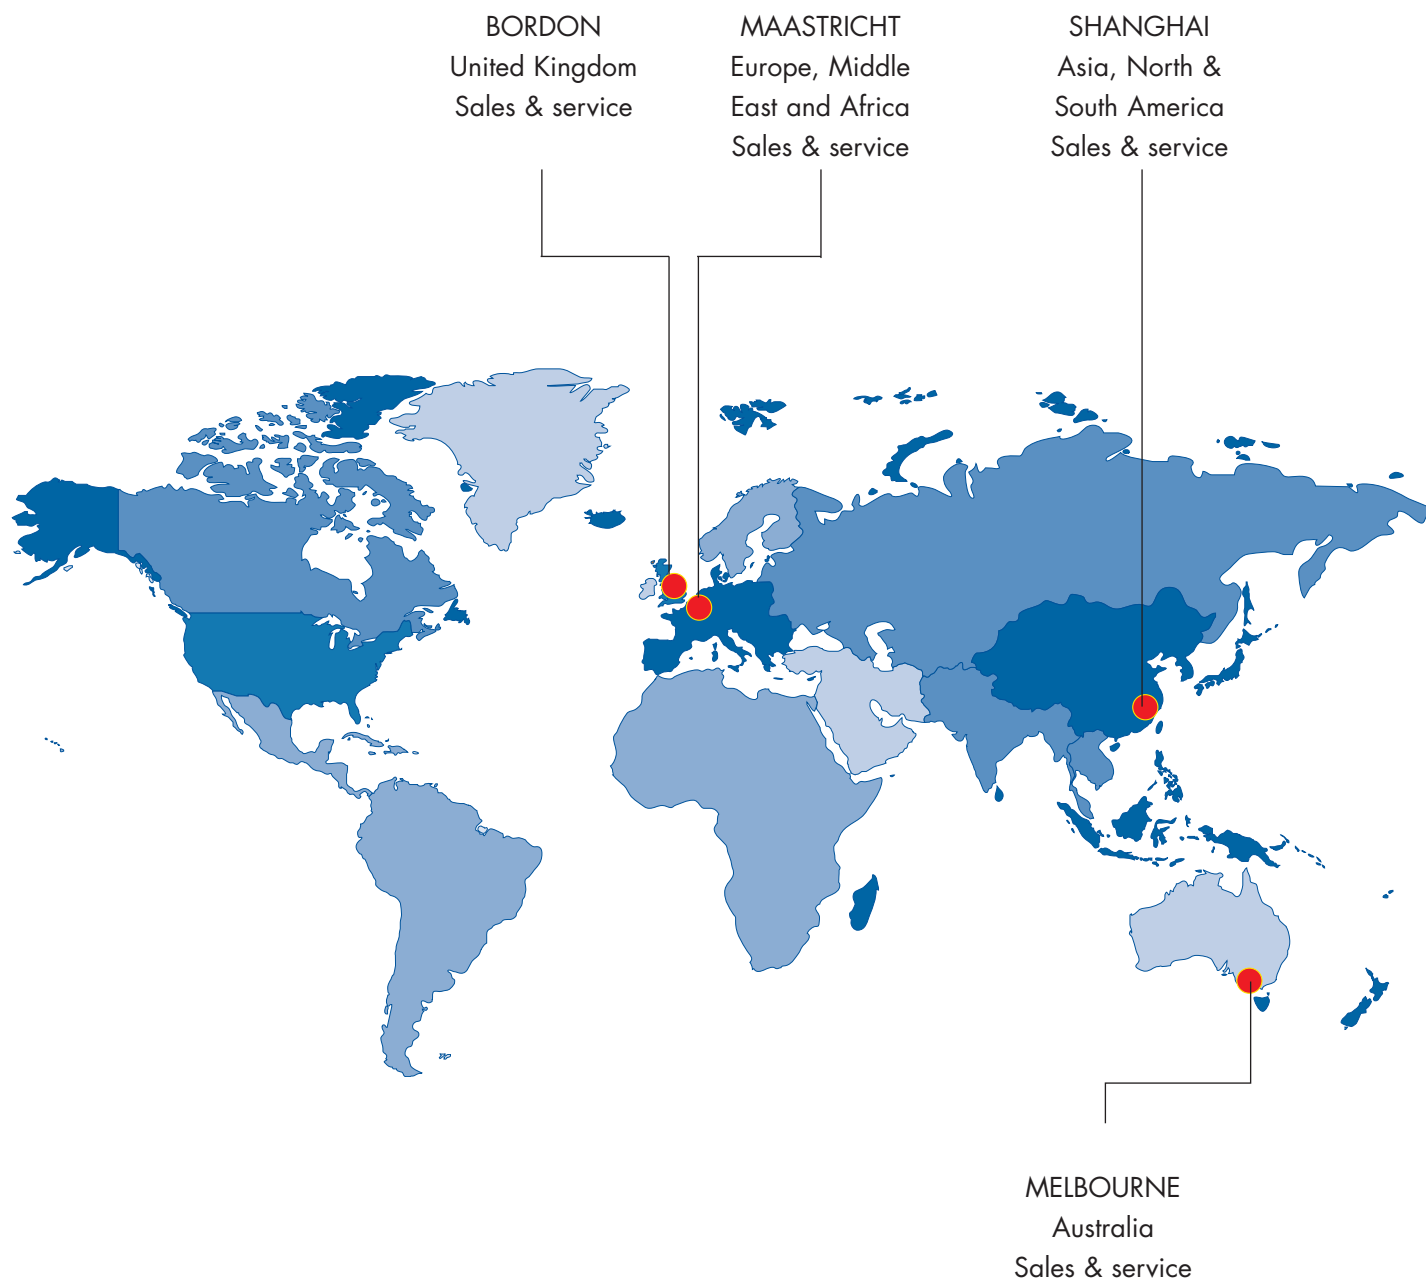 BORDON
United Kingdom
Sales & service
MAASTRICHT
Europe, Middle
East and Africa
Sales & service
SHANGHAI
Asia, North &
South America
Sales & service
MELBOURNE
Australia
Sales & service